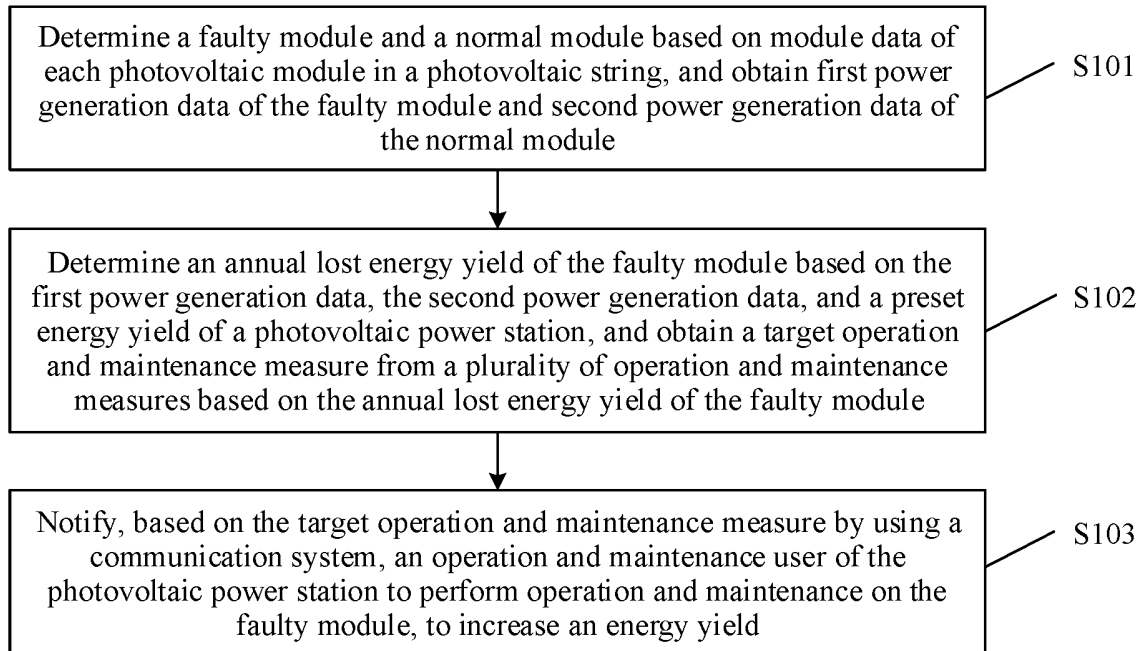 Determine a faulty module and a normal module based on module data of
each photovoltaic module in a photovoltaic string, and obtain first power
generation data of the faulty module and second power generation data of
the normal module
S101
Determine an annual lost energy yield of the faulty module based on the
first power generation data, the second power generation data, and a preset
energy yield of a photovoltaic power station, and obtain a target operation
and maintenance measure from a plurality of operation and maintenance
measures based on the annual lost energy yield of the faulty module
S102
Notify, based on the target operation and maintenance measure by using a
communication system, an operation and maintenance user of the
photovoltaic power station to perform operation and maintenance on the
faulty module, to increase an energy yield
S103